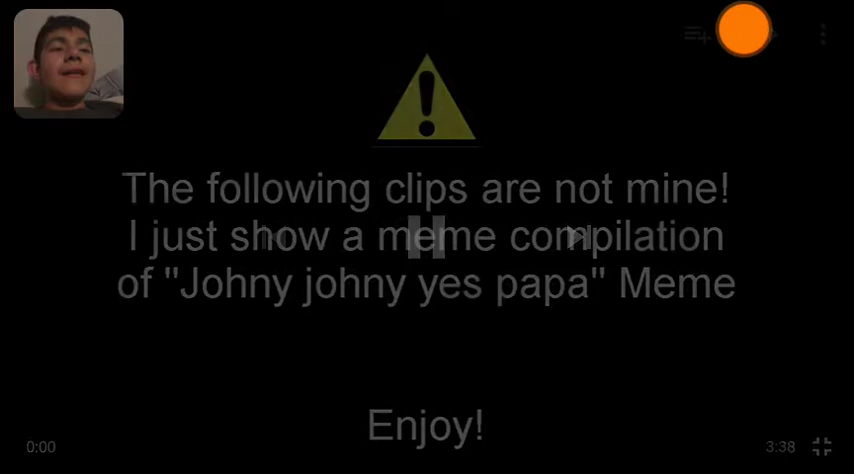 The following clips are not mine!
I just show a meme compilation
of "Johny johny yes papa" Meme
Enjoy!
0:00
3:38